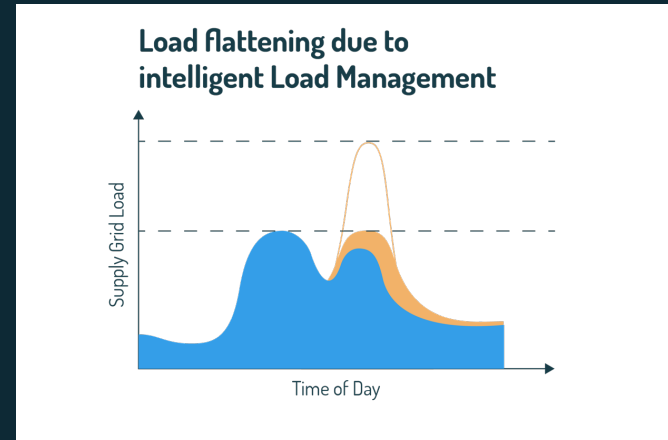 Load flattening due to
intelligent Load Management
Supply Grid Load
Time of Day